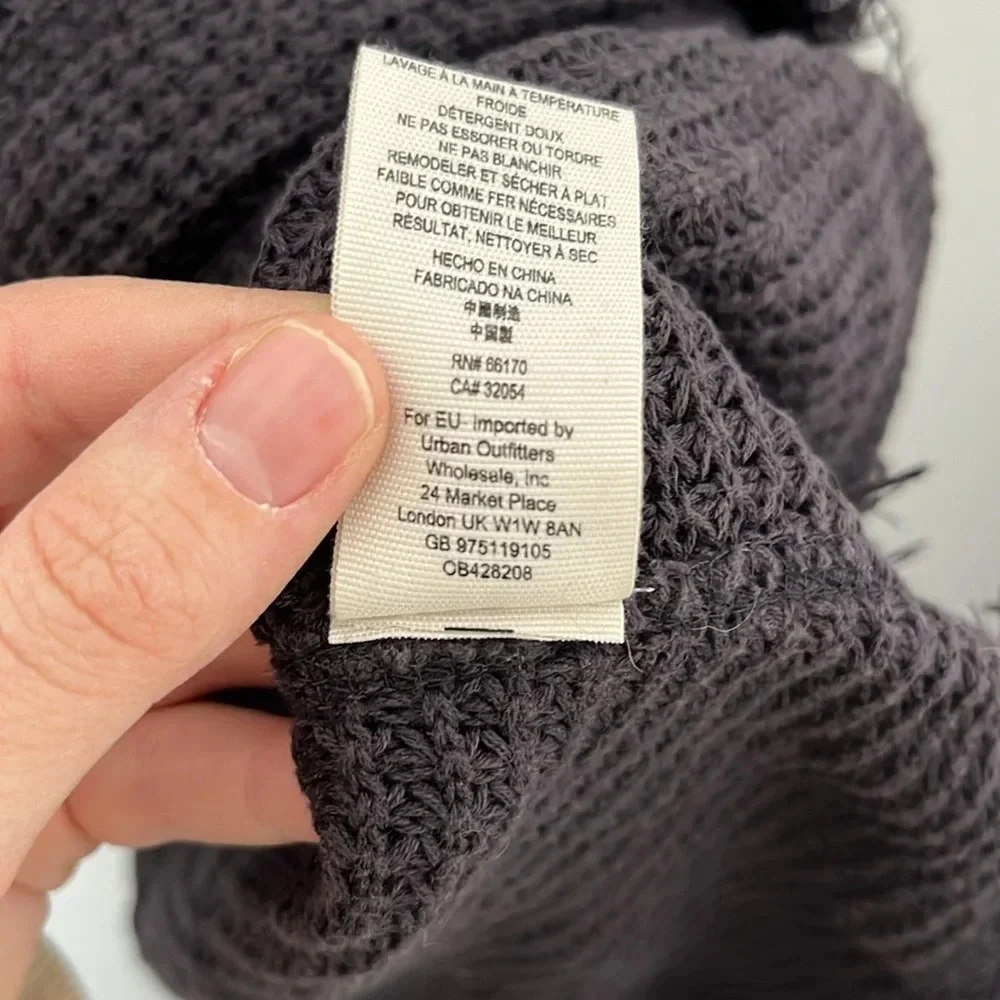 LAVAGE À LA MAIN À TEMPÉRATURE
FROIDE
DÉTERGENT DOUX
NE PAS ESSORER OU TORDRE
NE PAS BLANCHIR
REMODELER ET SÉCHER À PLAT
FAIBLE COMME FER NÉCESSAIRES
POUR OBTENIR LE MEILLEUR
RÉSULTAT, NETTOYER À SEC
HECHO EN CHINA
FABRICADO NA CHINA
中國制造
中国製
RN# 66170
CA# 32054
For EU imported by
Urban Outfitters
Wholesale, Inc
24 Market Place
London UK W1W 8AN
GB 975119105
OB428208